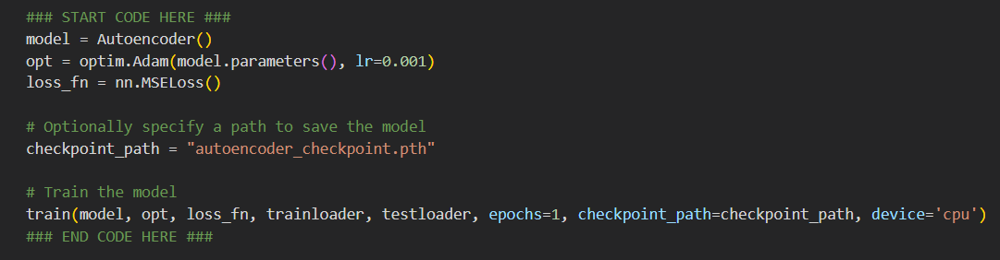 ### START CODE HERE ###
model = Autoencoder()
opt = optim.Adam(model.parameters(), lr=0.001)
loss_fn = nn.MSELoss()
# Optionally specify a path to save the model
checkpoint_path = "autoencoder_checkpoint.pth"
# Train the model
train(model, opt, loss_fn, trainloader, testloader, epochs=1, checkpoint_path=checkpoint_path, device='cpu')
### END CODE HERE ###